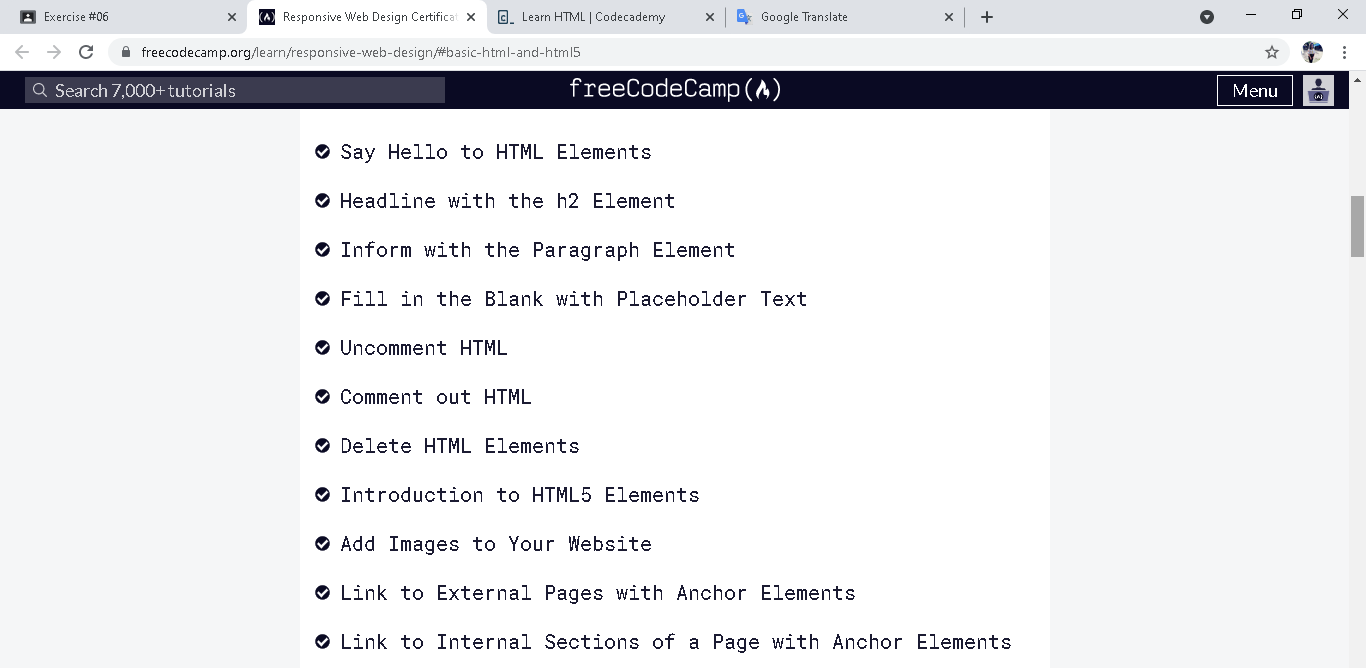 Exercise #06
Responsive Web Design Certificat
Learn HTML | Codecademy
Google Translate
freecodecamp.org/learn/responsive-web-design/#basic-html-and-html5
Search 7,000+ tutorials
freeCodeCamp
Menu
Say Hello to HTML Elements
Headline with the h2 Element
Inform with the Paragraph Element
Fill in the Blank with Placeholder Text
Uncomment HTML
Comment out HTML
Delete HTML Elements
Introduction to HTML5 Elements
Add Images to Your Website
Link to External Pages with Anchor Elements
Link to Internal Sections of a Page with Anchor Elements